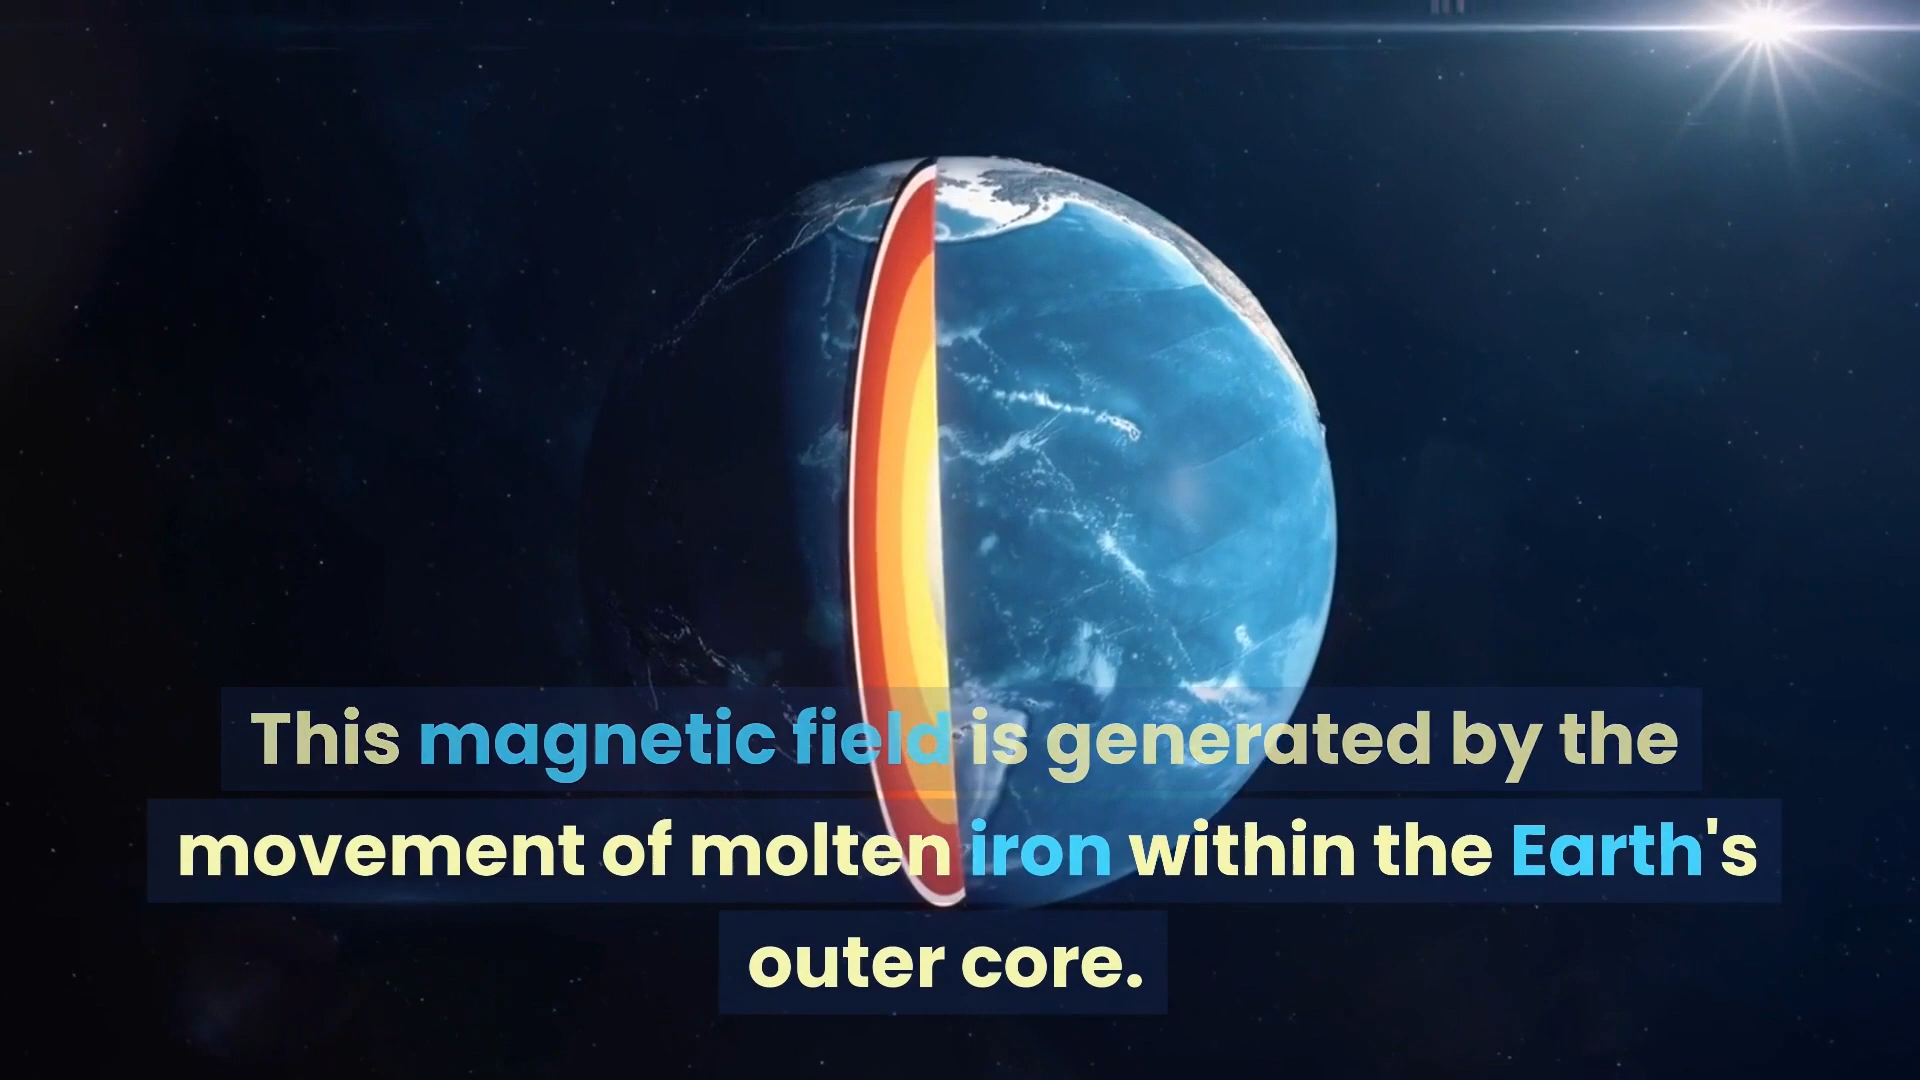 This magnetic field is generated by the
movement of molten iron within the Earth's
outer core.